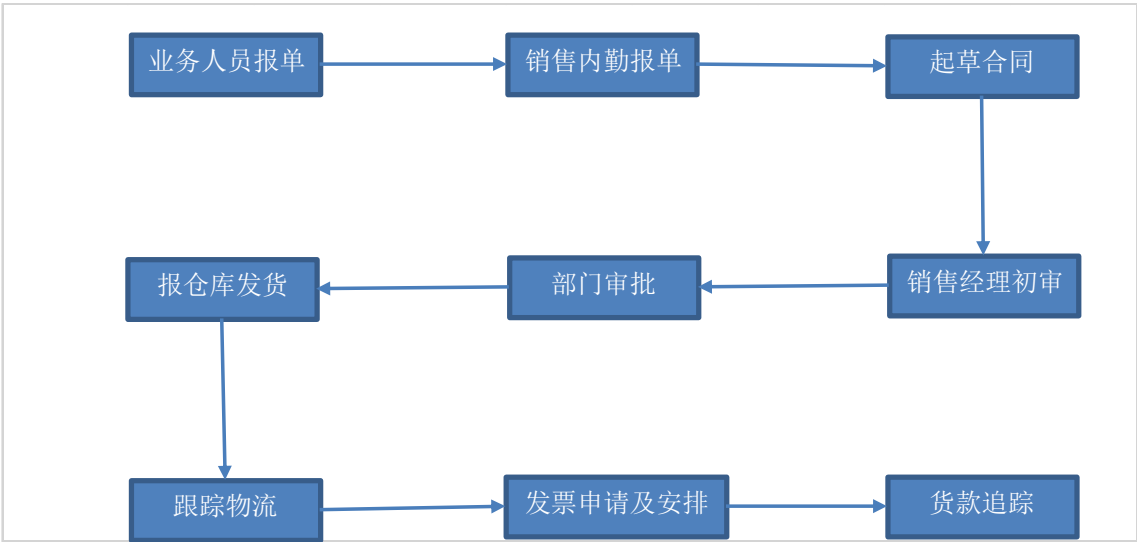 业务人员报单
销售内勤报单
起草合同
报仓库发货
部门审批
销售经理初审
跟踪物流
发票申请及安排
货款追踪